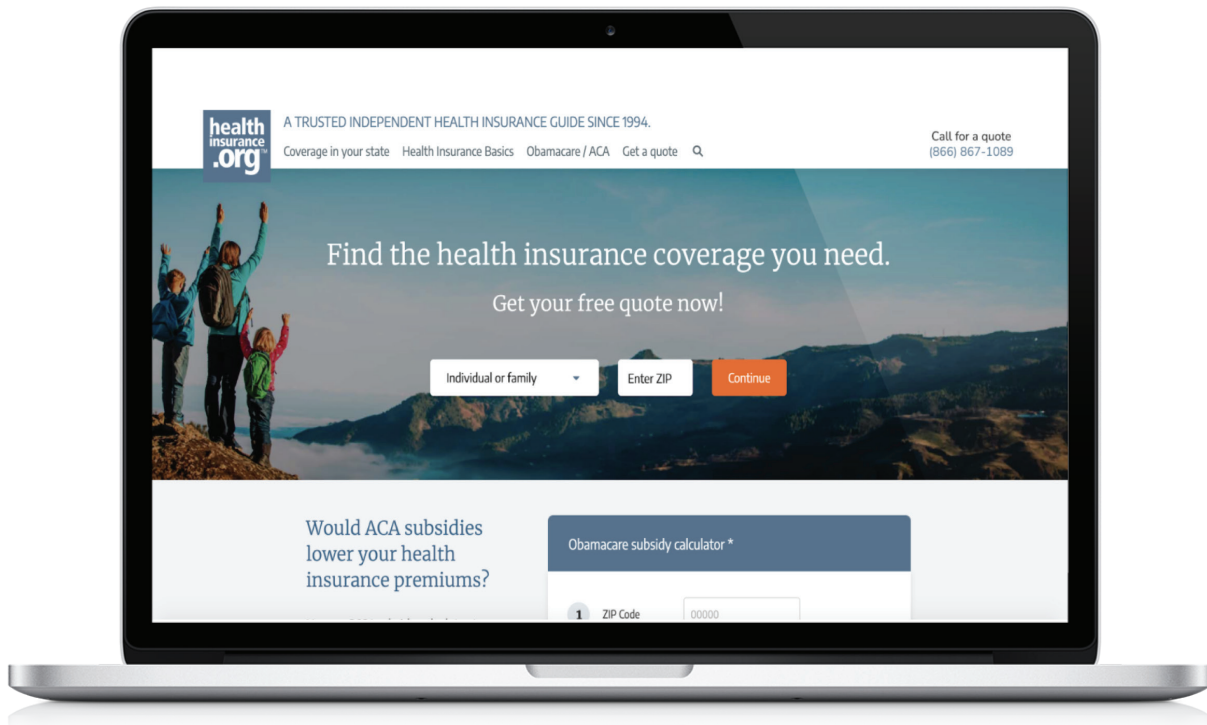 health
insurance
.org™
A TRUSTED INDEPENDENT HEALTH INSURANCE GUIDE SINCE 1994.
Coverage in your state Health Insurance Basics Obamacare / ACA Get a quote
Call for a quote
(866) 867-1089
Find the health insurance coverage you need.
Get your free quote now!
Individual or family
Enter ZIP
Continue
Would ACA subsidies
lower your health
insurance premiums?
Obamacare subsidy calculator *
1 ZIP Code 00000